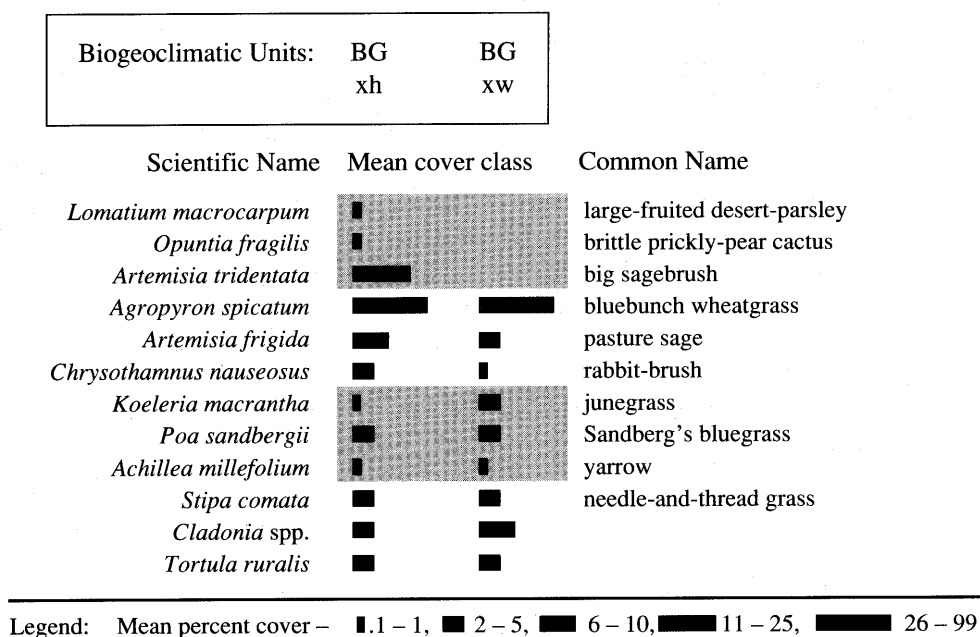 Biogeoclimatic Units: BG BG
xh xw
Scientific Name Mean cover class Common Name
Lomatium macrocarpum large-fruited desert-parsley
Opuntia fragilis brittle prickly-pear cactus
Artemisia tridentata big sagebrush
Agropyron spicatum bluebunch wheatgrass
Artemisia frigida pasture sage
Chrysothamnus nauseosus rabbit-brush
Koeleria macrantha junegrass
Poa sandbergii Sandberg's bluegrass
Achillea millefolium yarrow
Stipa comata needle-and-thread grass
Cladonia spp.
Tortula ruralis
Legend: Mean percent cover – .1 – 1, 2 – 5, 6 – 10, 11 – 25, 26 – 99